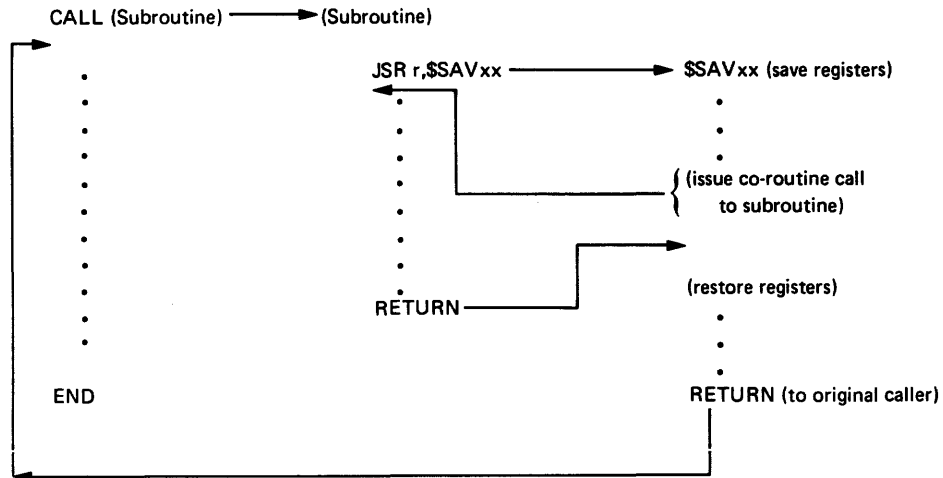 CALL (Subroutine) (Subroutine)
JSR r,$SAVxx $SAVxx (save registers)
(issue co-routine call
to subroutine)
(restore registers)
RETURN
END RETURN (to original caller)